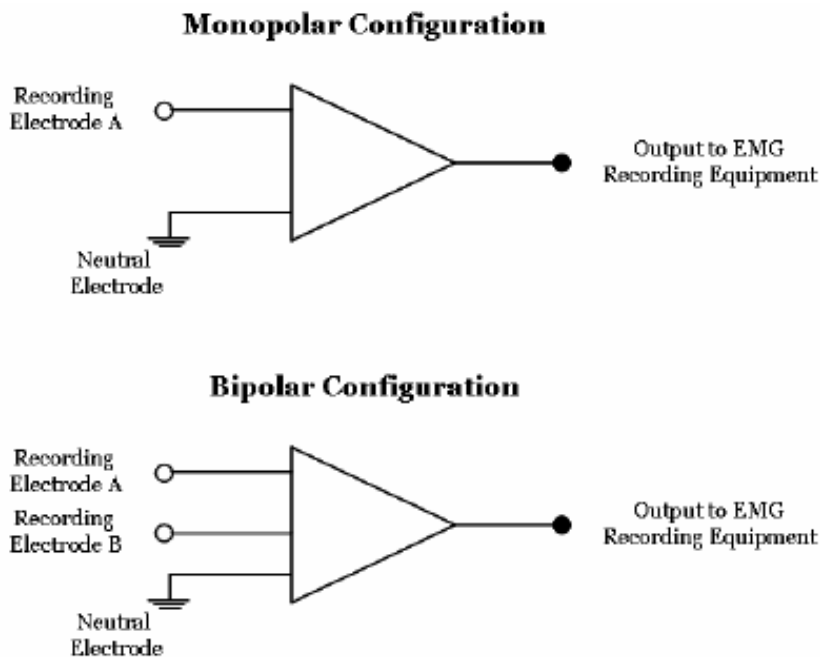 Monopolar Configuration
Recording
Electrode A
Output to EMG
Recording Equipment
Neutral
Electrode
Bipolar Configuration
Recording
Electrode A
Recording
Electrode B
Output to EMG
Recording Equipment
Neutral
Electrode